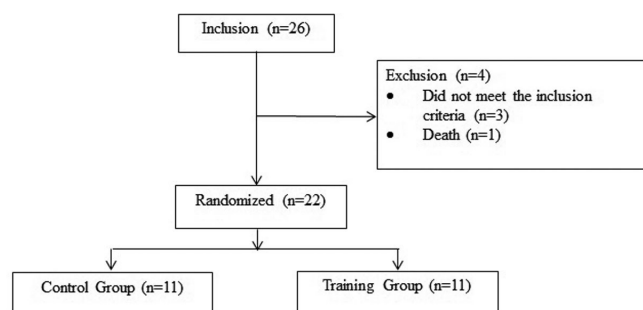 Inclusion (n=26)
Exclusion (n=4)
• Did not meet the inclusion
criteria (n=3)
• Death (n=1)
Randomized (n=22)
Control Group (n=11)
Training Group (n=11)